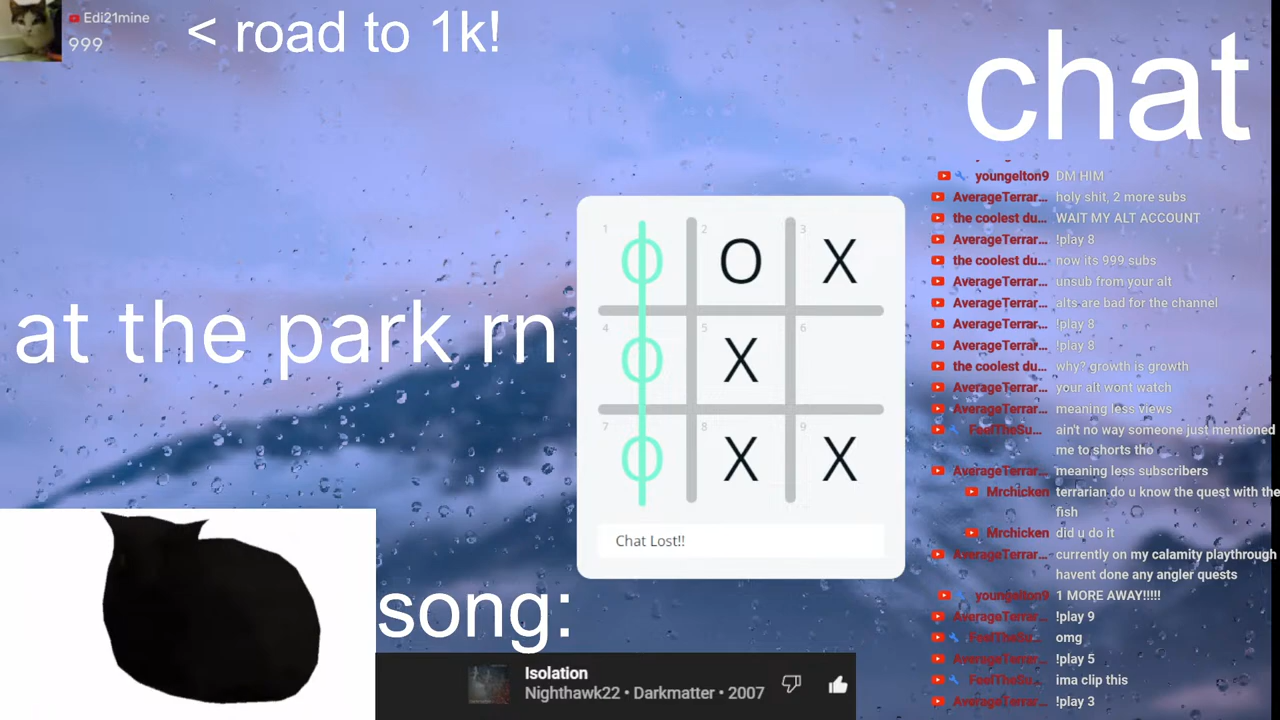 Edi21mine
999
< road to 1k!
chat
at the park rn
1
2
3
O
O
X
4
5
6
O
X
7
8
9
O
X
X
Chat Lost!!
song:
Isolation
Nighthawk22 • Darkmatter • 2007
youngelton9 DM HIM
AverageTerrar... holy shit, 2 more subs
the coolest du... WAIT MY ALT ACCOUNT
AverageTerrar... !play 8
the coolest du... now its 999 subs
AverageTerrar... unsub from your alt
AverageTerrar... alts are bad for the channel
AverageTerrar... !play 8
AverageTerrar... !play 8
the coolest du... why? growth is growth
AverageTerrar... your alt wont watch
AverageTerrar... meaning less views
FeelTheSu... ain't no way someone just mentioned
me to shorts tho
AverageTerrar... meaning less subscribers
Mrchicken terrarian do u know the quest with the
fish
Mrchicken did u do it
AverageTerrar... currently on my calamity playthrough
havent done any angler quests
youngelton9 1 MORE AWAY!!!!!
AverageTerrar... !play 9
FeelTheSu... omg
AverageTerrar... !play 5
FeelTheSu... ima clip this
AverageTerrar... !play 3